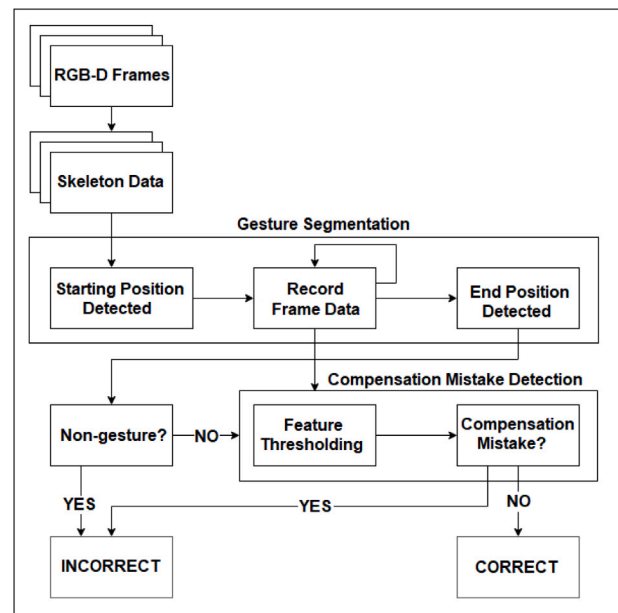 RGB-D Frames
Skeleton Data
Gesture Segmentation
Starting Position
Detected
Record
Frame Data
End Position
Detected
Compensation Mistake Detection
Non-gesture?
NO
Feature
Thresholding
Compensation
Mistake?
YES
YES
NO
INCORRECT
CORRECT